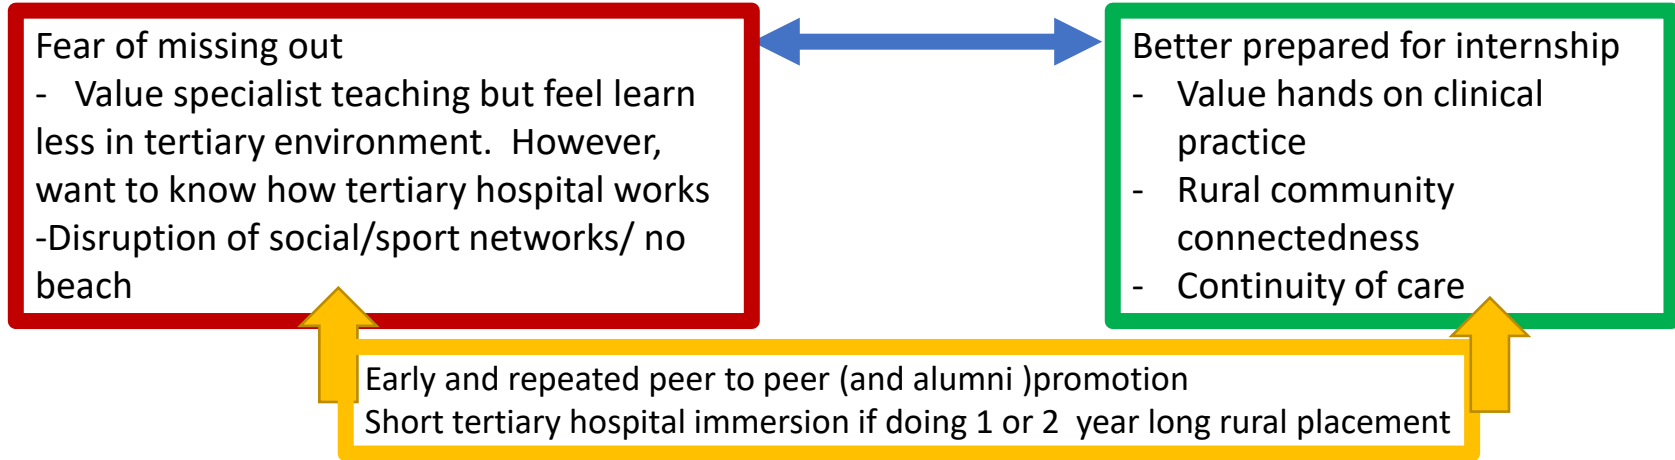 Fear of missing out
- Value specialist teaching but feel learn
less in tertiary environment. However,
want to know how tertiary hospital works
-Disruption of social/sport networks/ no
beach
Better prepared for internship
- Value hands on clinical
practice
- Rural community
connectedness
- Continuity of care
Early and repeated peer to peer (and alumni )promotion
Short tertiary hospital immersion if doing 1 or 2 year long rural placement